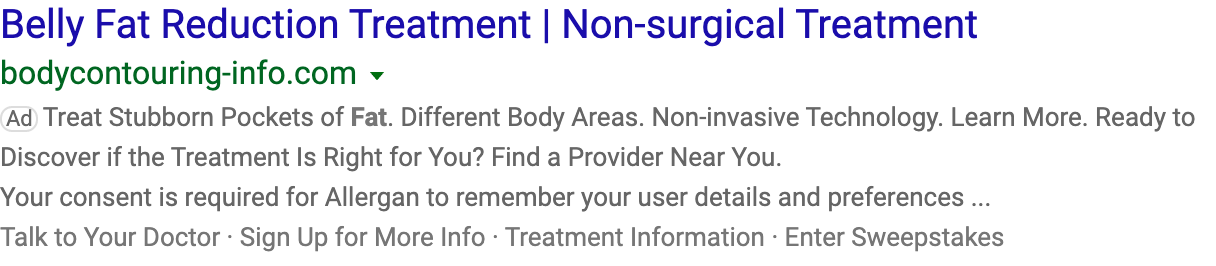 Belly Fat Reduction Treatment | Non-surgical Treatment
bodycontouring-info.com
Ad Treat Stubborn Pockets of Fat. Different Body Areas. Non-invasive Technology. Learn More. Ready to
Discover if the Treatment Is Right for You? Find a Provider Near You.
Your consent is required for Allergan to remember your user details and preferences ...
Talk to Your Doctor · Sign Up for More Info · Treatment Information · Enter Sweepstakes